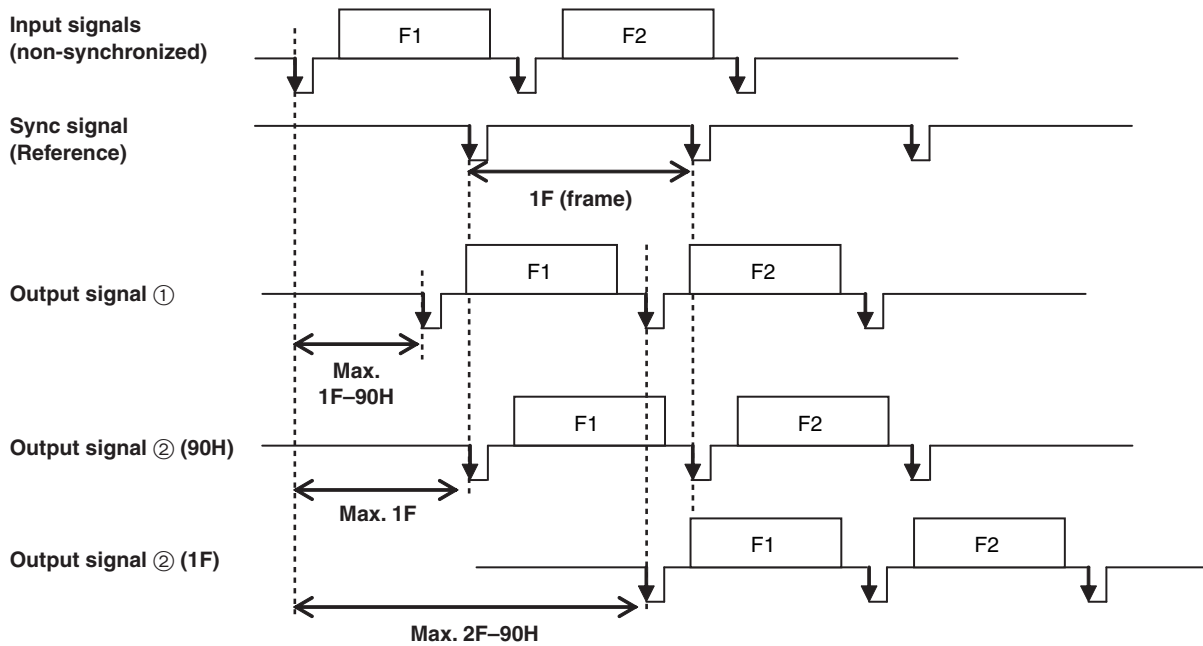 Input signals
(non-synchronized)
F1
F2
Sync signal
(Reference)
1F (frame)
Output signal ①
F1
F2
Max.
1F–90H
Output signal ② (90H)
F1
F2
Max. 1F
Output signal ② (1F)
F1
F2
Max. 2F–90H